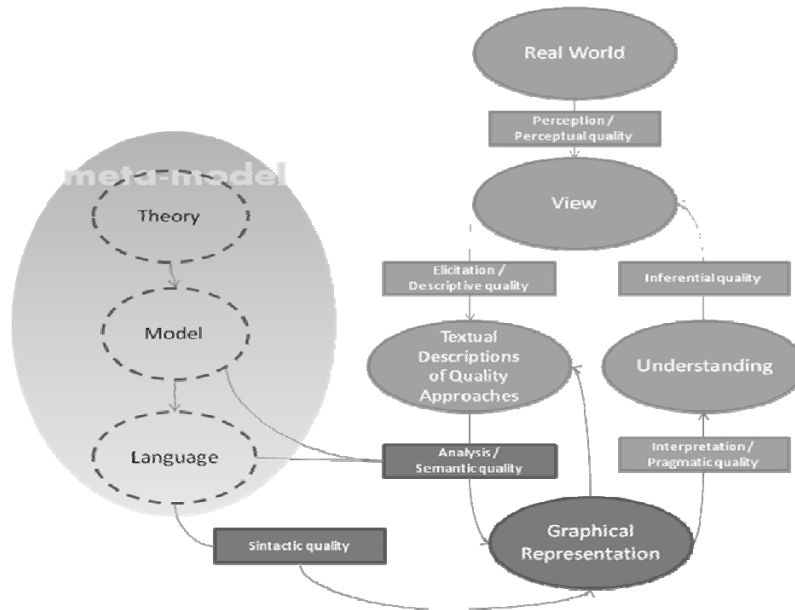 Real World
Perception /
Perceptual quality
meta-model
Theory
View
Elicitation /
Descriptive quality
Inferential quality
Model
Textual
Descriptions
of Quality
Approaches
Understanding
Language
Analysis /
Semantic quality
Interpretation /
Pragmatic quality
Sintactic quality
Graphical
Representation